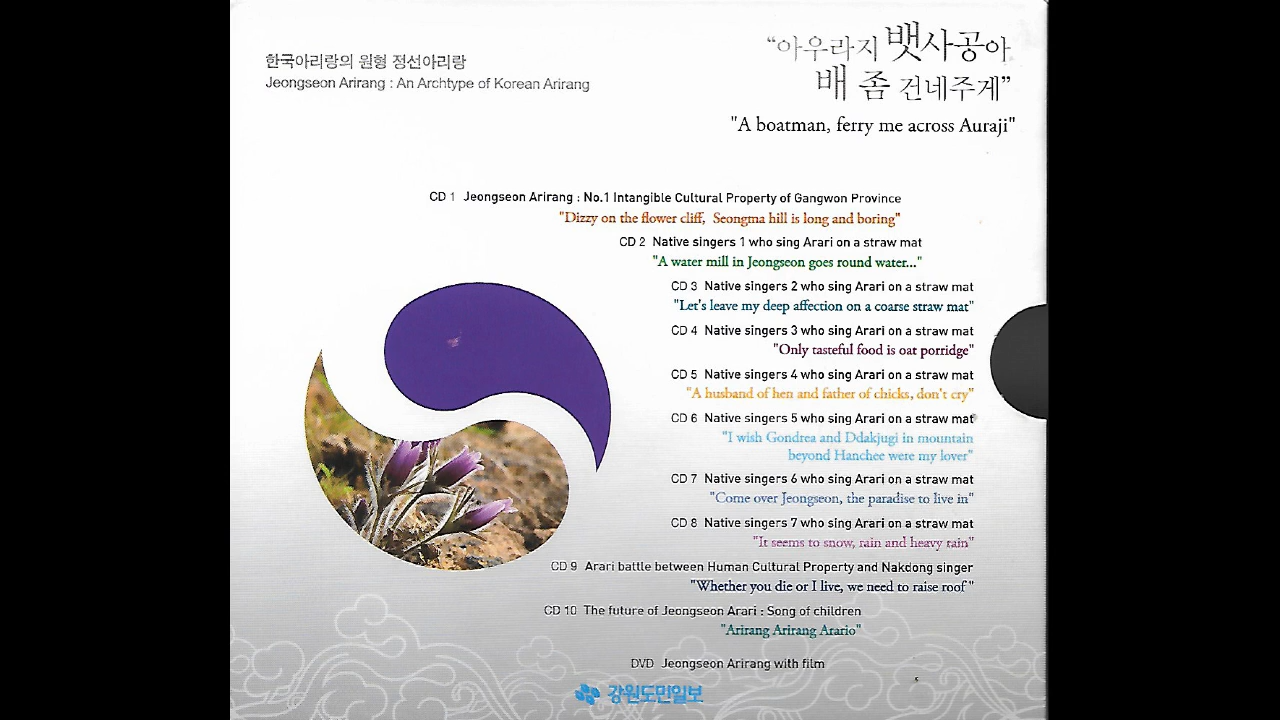 한국아리랑의 원형 정선아리랑
Jeongseon Arirang : An Archtype of Korean Arirang
“아우라지 뱃사공아
배 좀 건네주게”
"A boatman, ferry me across Auraji"
CD 1 Jeongseon Arirang : No.1 Intangible Cultural Property of Gangwon Province
"Dizzy on the flower cliff, Seongma hill is long and boring"
CD 2 Native singers 1 who sing Arari on a straw mat
"A water mill in Jeongseon goes round water..."
CD 3 Native singers 2 who sing Arari on a straw mat
"Let's leave my deep affection on a coarse straw mat"
CD 4 Native singers 3 who sing Arari on a straw mat
"Only tasteful food is oat porridge"
CD 5 Native singers 4 who sing Arari on a straw mat
"A husband of hen and father of chicks, don't cry"
CD 6 Native singers 5 who sing Arari on a straw mat
"I wish Gondrea and Ddakjugi in mountain
beyond Hanchee were my lover"
CD 7 Native singers 6 who sing Arari on a straw mat
"Come over Jeongseon, the paradise to live in"
CD 8 Native singers 7 who sing Arari on a straw mat
"It seems to snow, rain and heavy rain"
CD 9 Arari battle between Human Cultural Property and Nakdong singer
"Whether you die or I live, we need to raise roof"
CD 10 The future of Jeongseon Arari : Song of children
"Arirang Arirang Arario"
DVD Jeongseon Arirang with film
강원도민일보